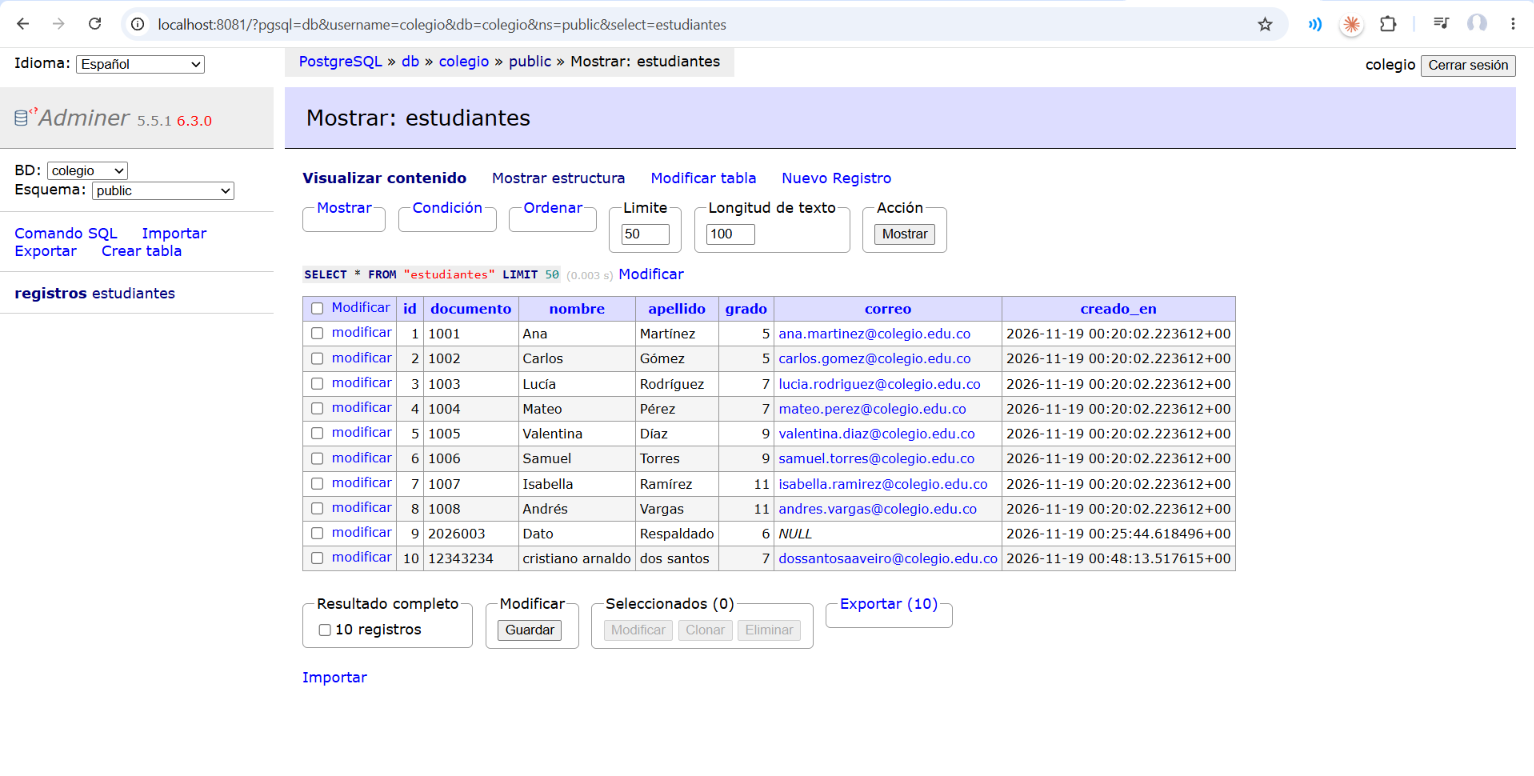 localhost:8081/?pgsql=db&username=colegio&db=colegio&ns=public&select=estudiantes
Idioma: Español
PostgreSQL » db » colegio » public » Mostrar: estudiantes
colegio Cerrar sesión
Adminer 5.5.1 6.3.0
Mostrar: estudiantes
BD: colegio
Esquema: public
Comando SQL Importar
Exportar Crear tabla
registros estudiantes
Visualizar contenido Mostrar estructura Modificar tabla Nuevo Registro
Mostrar Condición Ordenar Limite Longitud de texto Acción
50 100 Mostrar
SELECT * FROM "estudiantes" LIMIT 50 (0.003 s) Modificar
Modificar id documento nombre apellido grado correo creado_en
modificar 1 1001 Ana Martínez 5 ana.martinez@colegio.edu.co 2026-11-19 00:20:02.223612+00
modificar 2 1002 Carlos Gómez 5 carlos.gomez@colegio.edu.co 2026-11-19 00:20:02.223612+00
modificar 3 1003 Lucía Rodríguez 7 lucia.rodriguez@colegio.edu.co 2026-11-19 00:20:02.223612+00
modificar 4 1004 Mateo Pérez 7 mateo.perez@colegio.edu.co 2026-11-19 00:20:02.223612+00
modificar 5 1005 Valentina Díaz 9 valentina.diaz@colegio.edu.co 2026-11-19 00:20:02.223612+00
modificar 6 1006 Samuel Torres 9 samuel.torres@colegio.edu.co 2026-11-19 00:20:02.223612+00
modificar 7 1007 Isabella Ramírez 11 isabella.ramirez@colegio.edu.co 2026-11-19 00:20:02.223612+00
modificar 8 1008 Andrés Vargas 11 andres.vargas@colegio.edu.co 2026-11-19 00:20:02.223612+00
modificar 9 2026003 Dato Respaldado 6 NULL 2026-11-19 00:25:44.618496+00
modificar 10 12343234 cristiano arnaldo dos santos 7 dossantosaaveiro@colegio.edu.co 2026-11-19 00:48:13.517615+00
Resultado completo Modificar Seleccionados (0) Exportar (10)
10 registros Guardar Modificar Clonar Eliminar
Importar